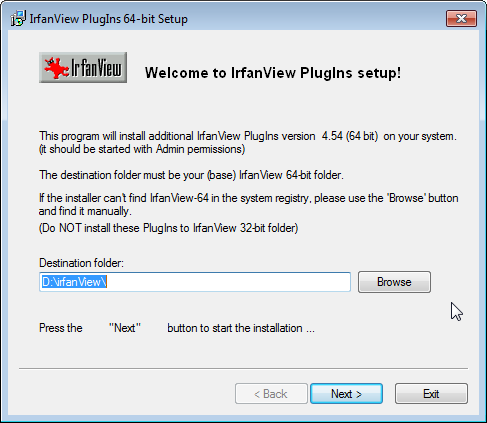 IrfanView PlugIns 64-bit Setup
IrfanView
Welcome to IrfanView PlugIns setup!
This program will install additional IrfanView PlugIns version 4.54 (64 bit) on your system.
(it should be started with Admin permissions)
The destination folder must be your (base) IrfanView 64-bit folder.
If the installer can't find IrfanView-64 in the system registry, please use the 'Browse' button
and find it manually.
(Do NOT install these PlugIns to IrfanView 32-bit folder)
Destination folder:
D:\irfanView\
Browse
Press the "Next" button to start the installation ...
< Back
Next >
Exit